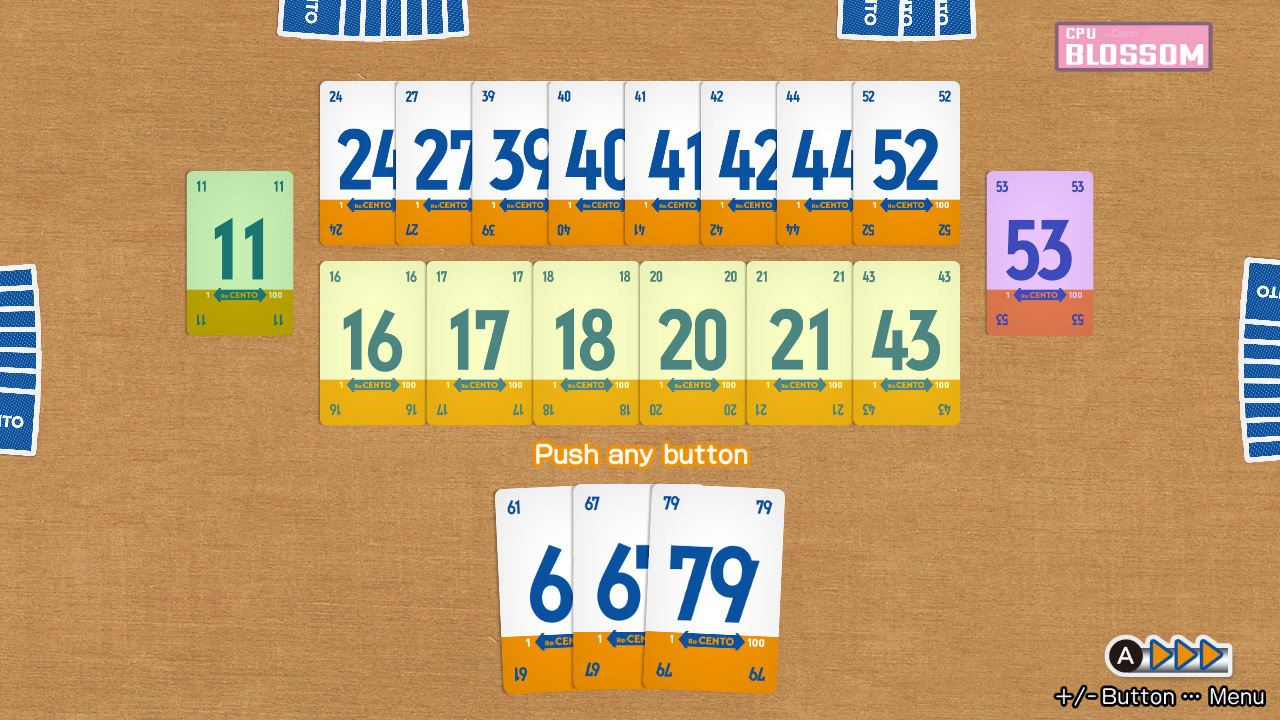 CPU
BLOSSOM
24 27 39 40 41 42 44 52 52
24 27 39 40 41 42 44 52
1 Re:CENTO 1 Re:CENTO 1 Re:CENTO 1 Re:CENTO 1 Re:CENTO 1 Re:CENTO 1 Re:CENTO 1 Re:CENTO 100
24 27 39 40 41 42 44 52 52
11 11
11
1 Re:CENTO 100
11 11
53 53
53
1 Re:CENTO 100
53 53
16 16 17 17 18 18 20 20 21 21 43 43
16 17 18 20 21 43
1 Re:CENTO 100 1 Re:CENTO 100 1 Re:CENTO 100 1 Re:CENTO 100 1 Re:CENTO 100 1 Re:CENTO 100
16 16 17 17 18 18 20 20 21 21 43 43
Push any button
61 67 79 79
6 67 79
1 Re:CEN 1 Re:CEN 1 Re:CENTO 100
61 67 79 79
A
+/-Button … Menu